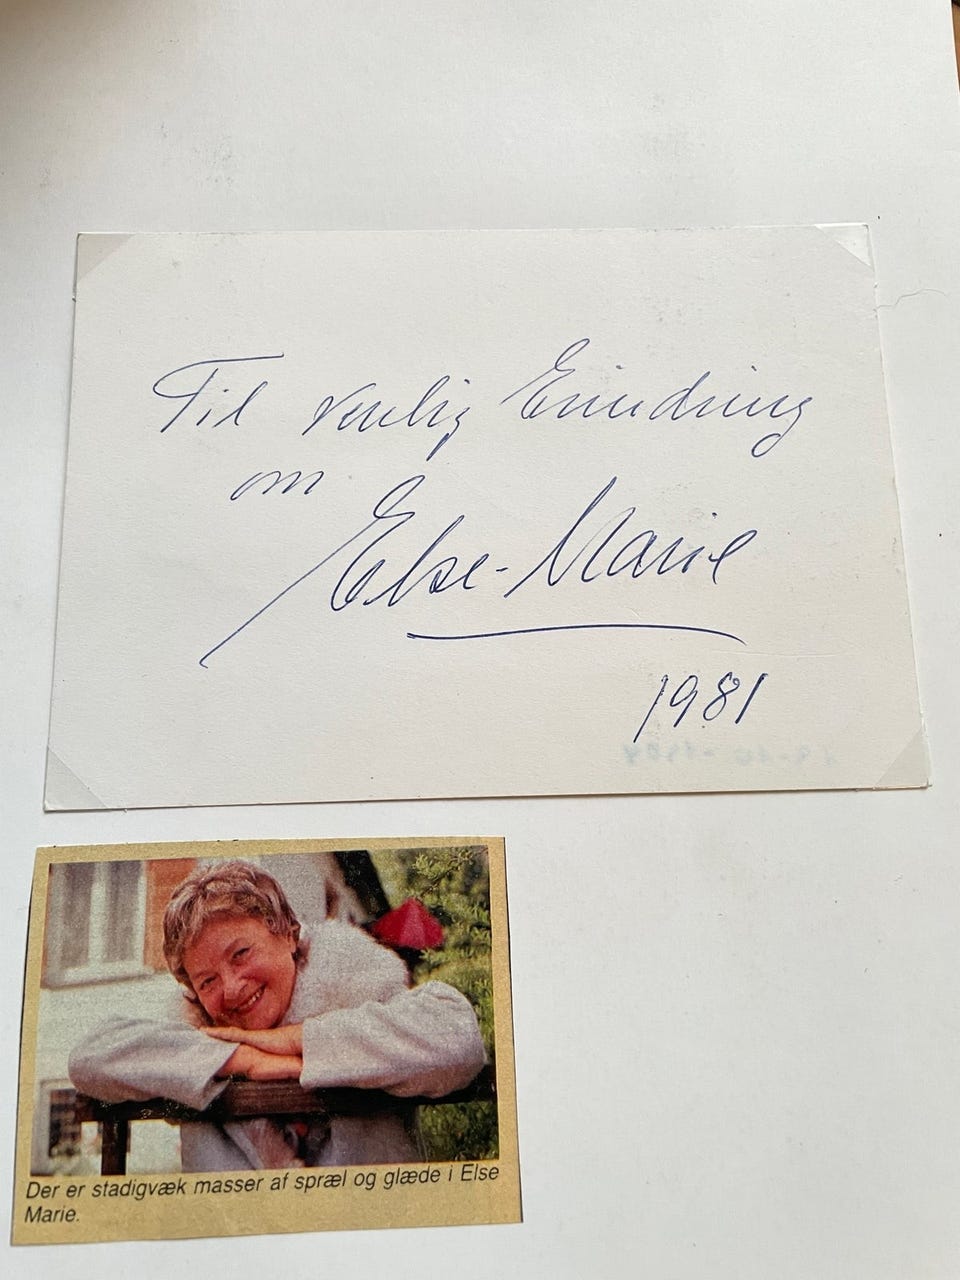 Til venlig Erindring
om
Else-Marie
1981
Der er stadigvæk masser af spræl og glæde i Else
Marie.